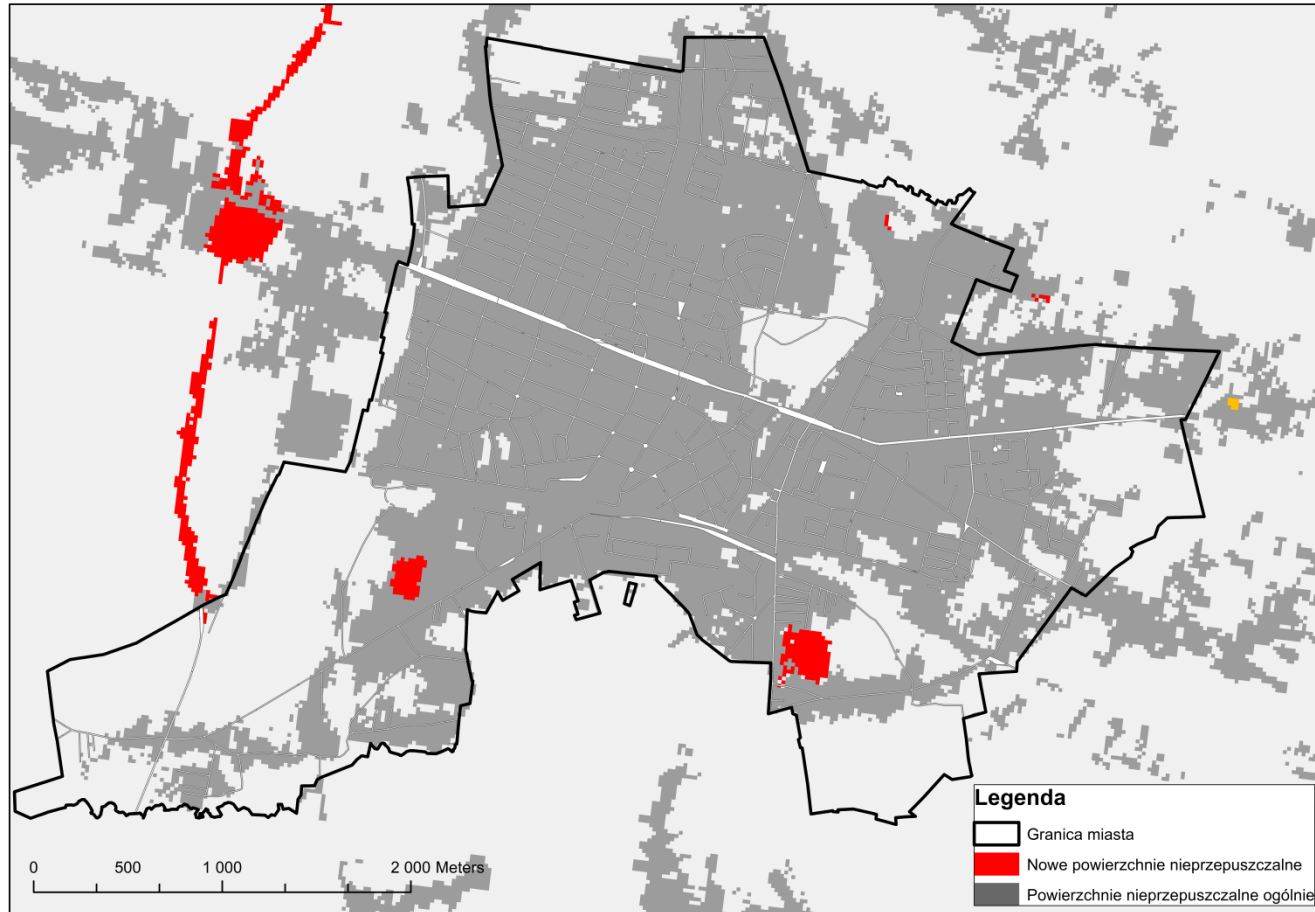 Legenda
Granica miasta
Nowe powierzchnie nieprzepuszczalne
Powierzchnie nieprzepuszczalne ogólnie
0 500 1 000 2 000 Meters